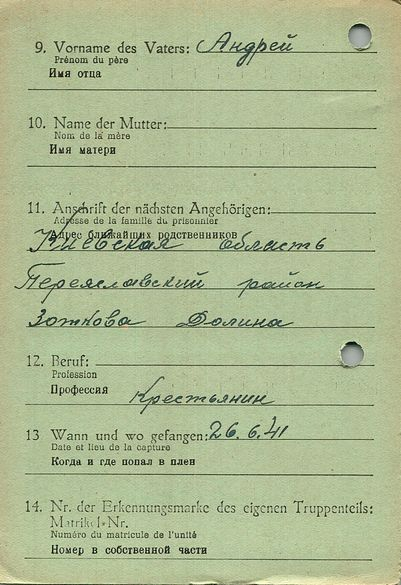 9. Vorname des Vaters: Андрей
Prénom du père
Имя отца
10. Name der Mutter:
Nom de la mère
Имя матери
11. Anschrift der nächsten Angehörigen:
Adresse de la famille du prisonnier
Адрес ближайших родственников
Киевская область
Переяславский район
Зоткова Долина
12. Beruf:
Profession
Профессия
Крестьянин
13 Wann und wo gefangen: 26.6.41
Date et lieu de la capture
Когда и где попал в плен
14. Nr. der Erkennungsmarke des eigenen Truppenteils:
Matrikel-Nr.
Numéro du matricule de l'unité
Номер в собственной части